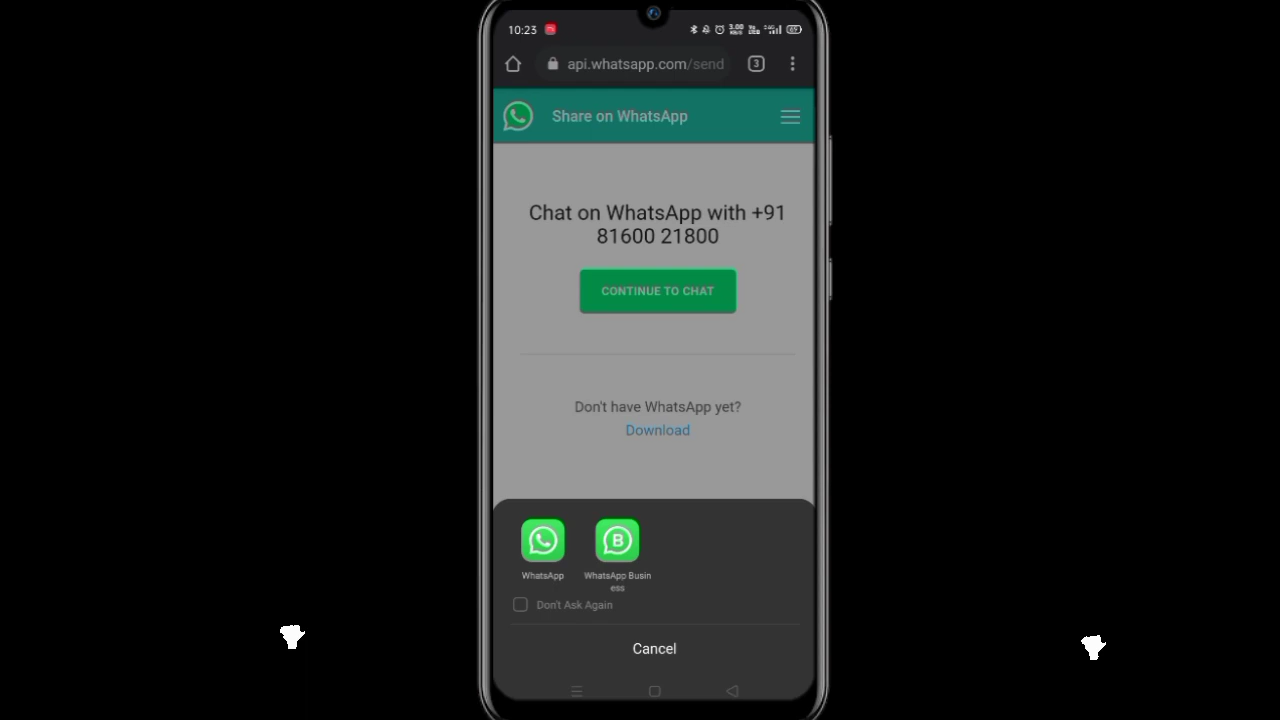 10:23
api.whatsapp.com/send
3
Share on WhatsApp
Chat on WhatsApp with +91
81600 21800
CONTINUE TO CHAT
Don't have WhatsApp yet?
Download
WhatsApp
B
WhatsApp Busin
ess
Don't Ask Again
Cancel